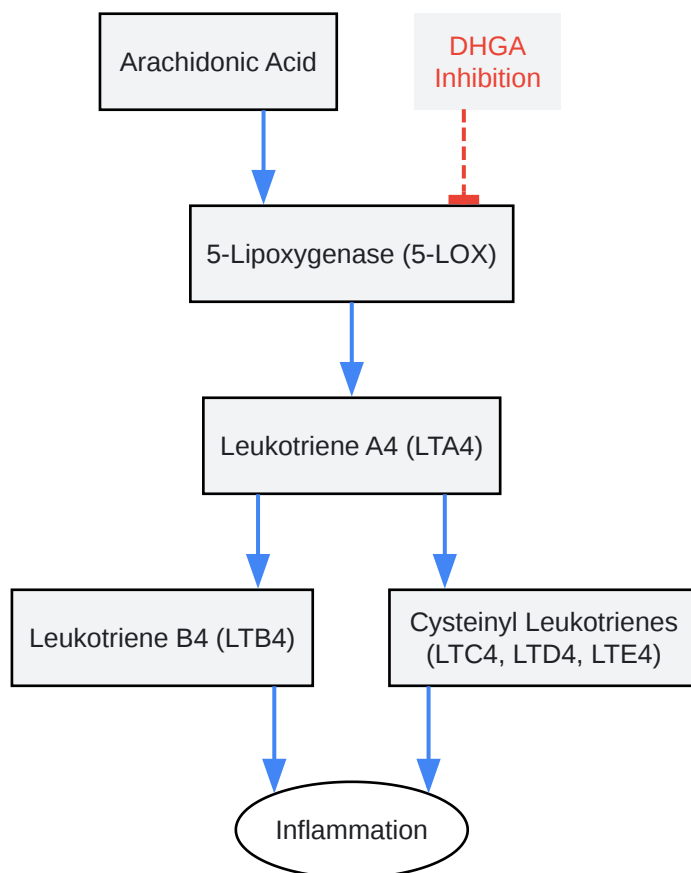 Arachidonic Acid
DHGA
Inhibition
5-Lipoxygenase (5-LOX)
Leukotriene A4 (LTA4)
Leukotriene B4 (LTB4)
Cysteinyl Leukotrienes
(LTC4, LTD4, LTE4)
Inflammation